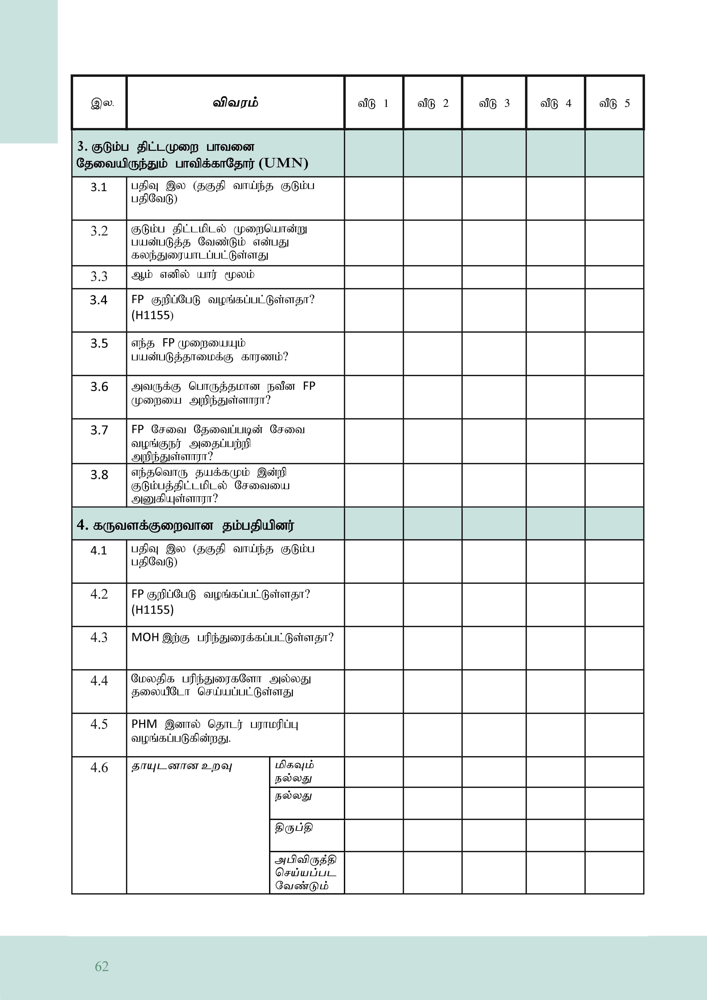 இல.
விவரம்
வீடு 1
வீடு 2
வீடு 3
வீடு 4
வீடு 5
3. குடும்ப திட்டமுறை பாவனை
தேவையிருந்தும் பாவிக்காதோர் (UMN)
3.1
பதிவு இல (தகுதி வாய்ந்த குடும்ப
பதிவேடு)
3.2
குடும்ப திட்டமிடல் முறையொன்று
பயன்படுத்த வேண்டும் என்பது
கலந்துரையாடப்பட்டுள்ளது
3.3
ஆம் எனில் யார் மூலம்
3.4
FP குறிப்பேடு வழங்கப்பட்டுள்ளதா?
(H1155)
3.5
எந்த FP முறையையும்
பயன்படுத்தாமைக்கு காரணம்?
3.6
அவருக்கு பொருத்தமான நவீன FP
முறையை அறிந்துள்ளாரா?
3.7
FP சேவை தேவைப்படின் சேவை
வழங்குநர் அதைப்பற்றி
அறிந்துள்ளாரா?
3.8
எந்தவொரு தயக்கமும் இன்றி
குடும்பத்திட்டமிடல் சேவையை
அனுகியுள்ளாரா?
4. கருவளக்குறைவான தம்பதியினர்
4.1
பதிவு இல (தகுதி வாய்ந்த குடும்ப
பதிவேடு)
4.2
FP குறிப்பேடு வழங்கப்பட்டுள்ளதா?
(H1155)
4.3
MOH இற்கு பரிந்துரைக்கப்பட்டுள்ளதா?
4.4
மேலதிக பரிந்துரைகளோ அல்லது
தலையீடோ செய்யப்பட்டுள்ளது
4.5
PHM இனால் தொடர் பராமரிப்பு
வழங்கப்படுகின்றது.
4.6
தாயுடனான உறவு
மிகவும்
நல்லது
நல்லது
திருப்தி
அபிவிருத்தி
செய்யப்பட
வேண்டும்
62